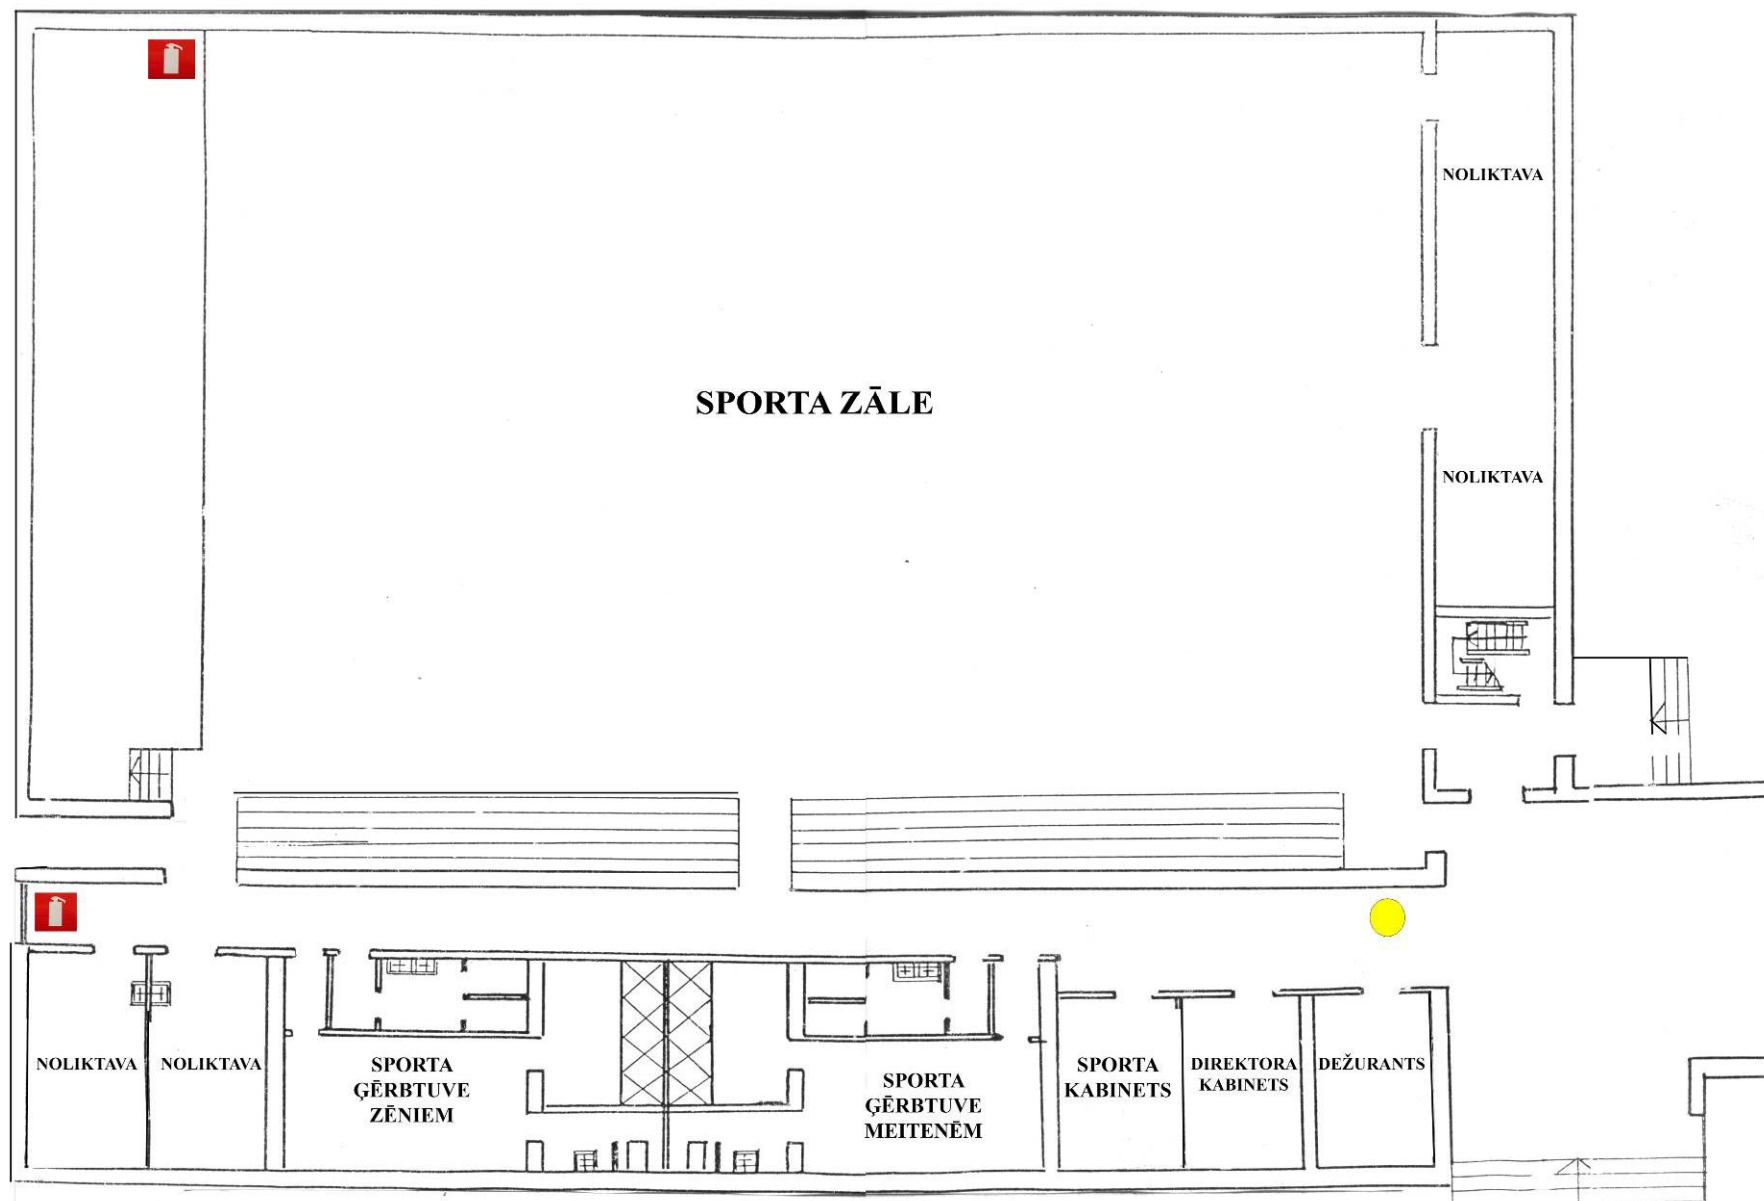 NOLIKTAVA
SPORTA ZĀLE
NOLIKTAVA
NOLIKTAVA
NOLIKTAVA
SPORTA
ĢĒRBTUVE
ZĒNIEM
SPORTA
ĢĒRBTUVE
MEITENĒM
SPORTA
KABINETS
DIREKTORA
KABINETS
DEŽURANTS